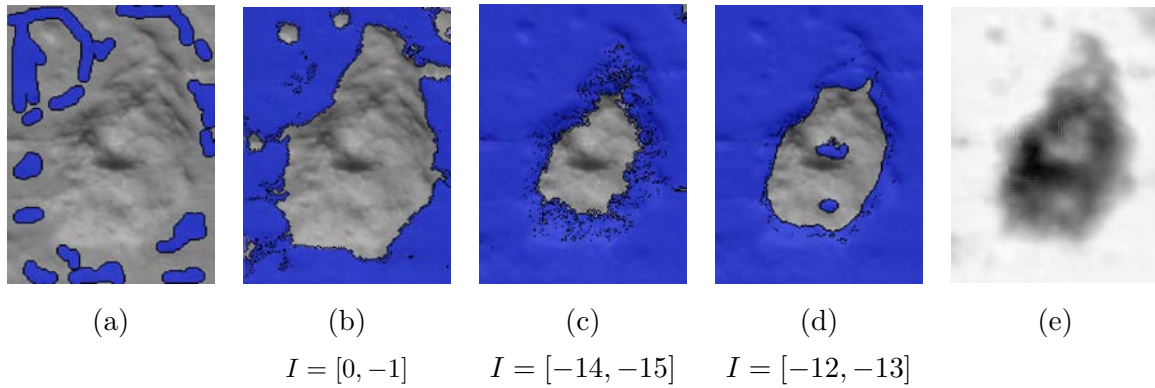 (a) (b) (c) (d) (e)
I = [0, −1] I = [−14, −15] I = [−12, −13]